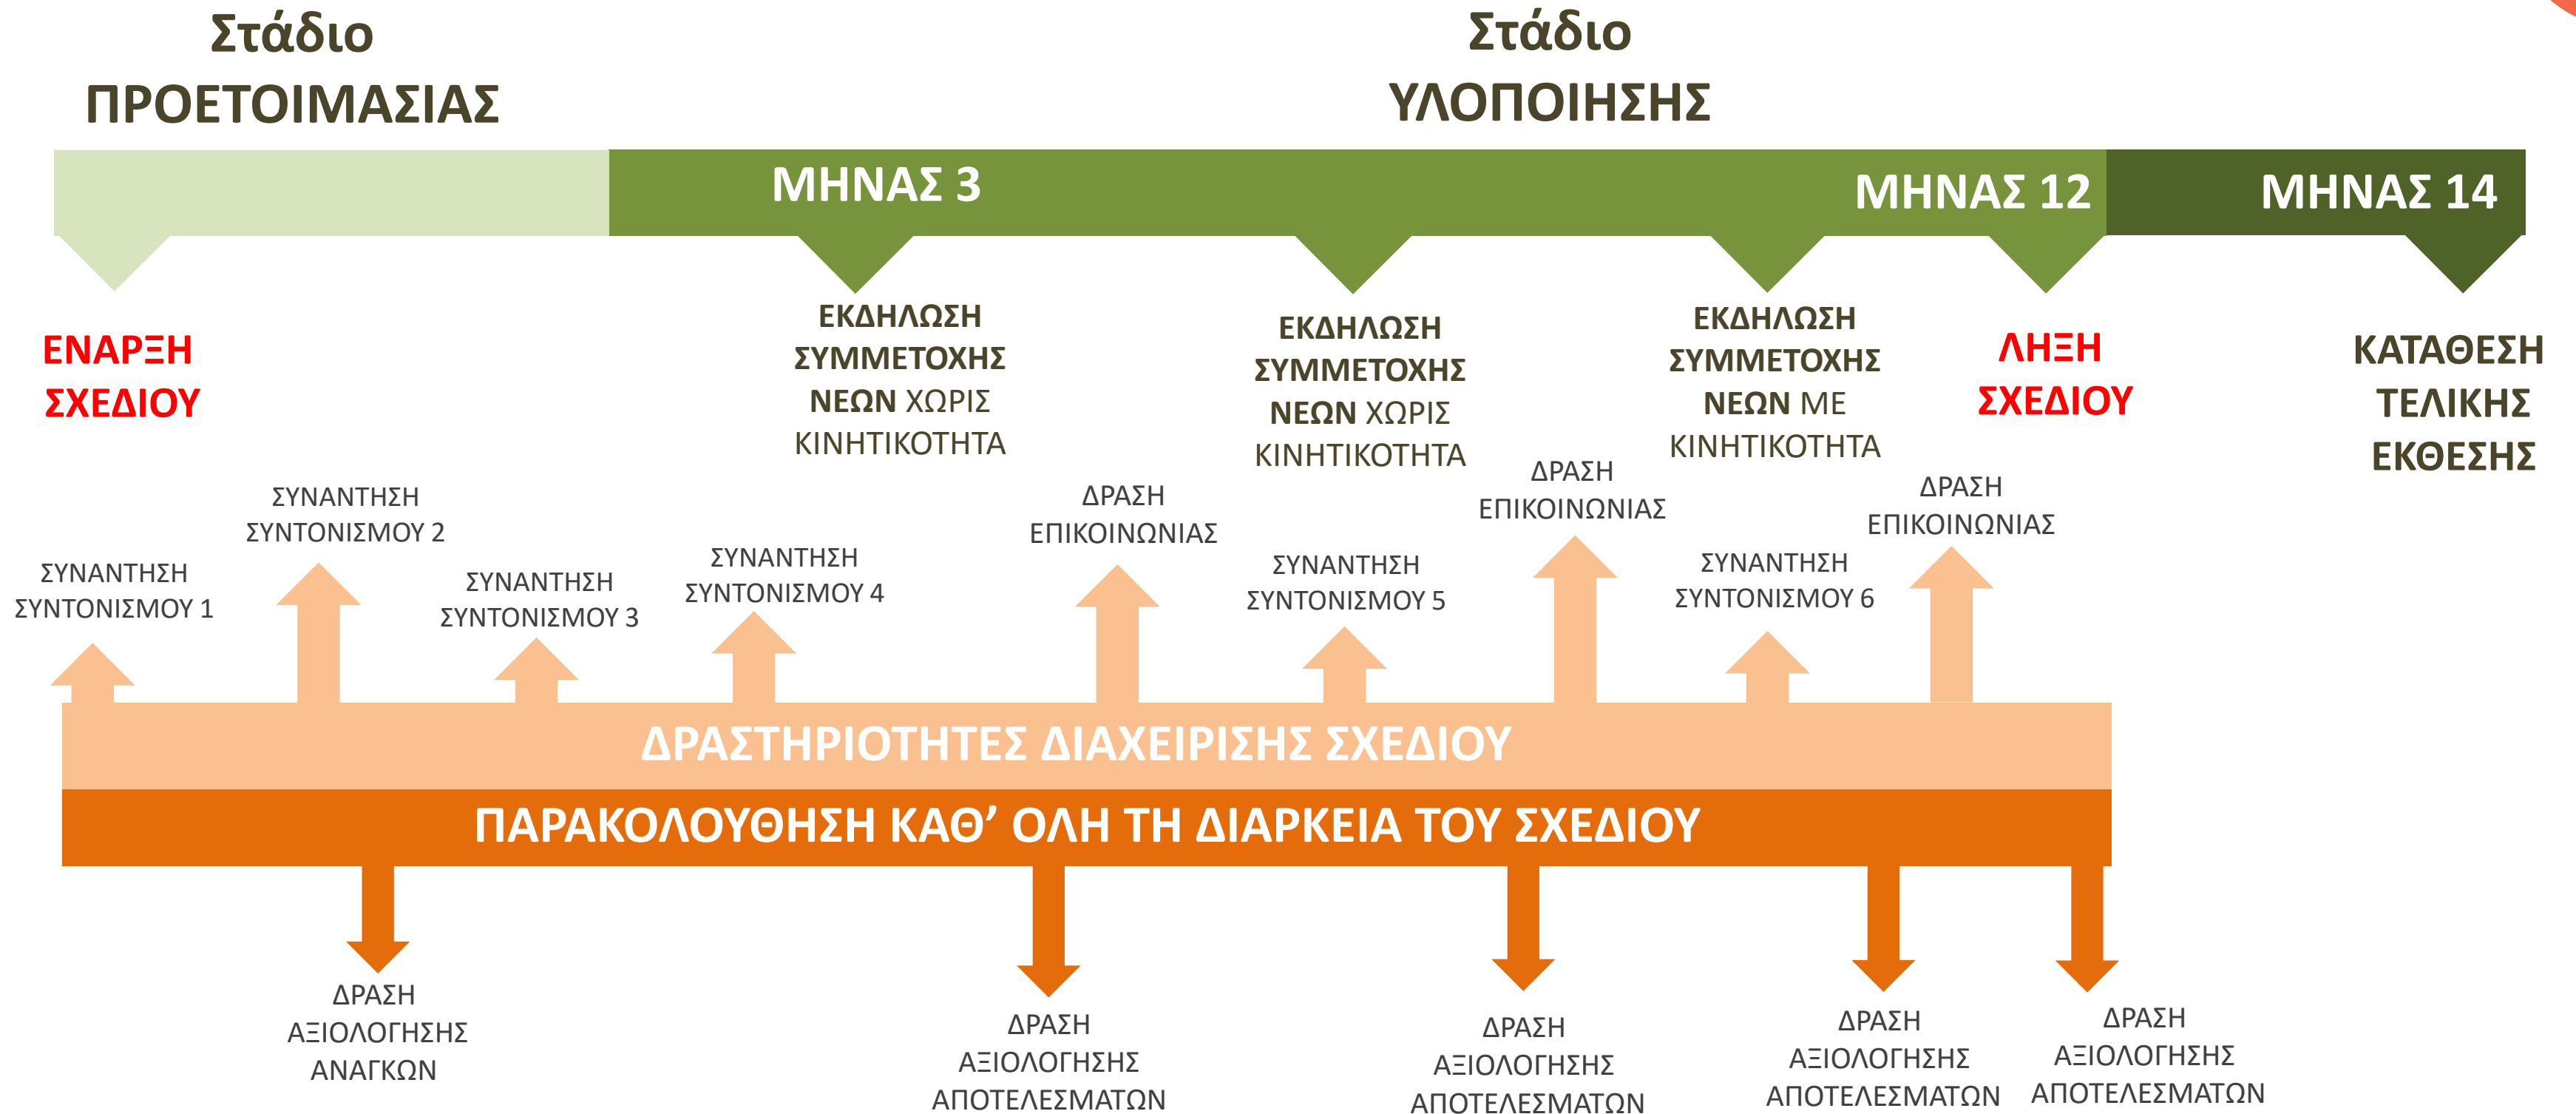 Στάδιο
ΠΡΟΕΤΟΙΜΑΣΙΑΣ
Στάδιο
ΥΛΟΠΟΙΗΣΗΣ
ΜΗΝΑΣ 3
ΜΗΝΑΣ 12
ΜΗΝΑΣ 14
ΕΝΑΡΞΗ
ΣΧΕΔΙΟΥ
ΕΚΔΗΛΩΣΗ
ΣΥΜΜΕΤΟΧΗΣ
ΝΕΩΝ ΧΩΡΙΣ
ΚΙΝΗΤΙΚΟΤΗΤΑ
ΕΚΔΗΛΩΣΗ
ΣΥΜΜΕΤΟΧΗΣ
ΝΕΩΝ ΧΩΡΙΣ
ΚΙΝΗΤΙΚΟΤΗΤΑ
ΕΚΔΗΛΩΣΗ
ΣΥΜΜΕΤΟΧΗΣ
ΝΕΩΝ ΜΕ
ΚΙΝΗΤΙΚΟΤΗΤΑ
ΛΗΞΗ
ΣΧΕΔΙΟΥ
ΚΑΤΑΘΕΣΗ
ΤΕΛΙΚΗΣ
ΕΚΘΕΣΗΣ
ΣΥΝΑΝΤΗΣΗ
ΣΥΝΤΟΝΙΣΜΟΥ 1
ΣΥΝΑΝΤΗΣΗ
ΣΥΝΤΟΝΙΣΜΟΥ 2
ΣΥΝΑΝΤΗΣΗ
ΣΥΝΤΟΝΙΣΜΟΥ 3
ΣΥΝΑΝΤΗΣΗ
ΣΥΝΤΟΝΙΣΜΟΥ 4
ΔΡΑΣΗ
ΕΠΙΚΟΙΝΩΝΙΑΣ
ΣΥΝΑΝΤΗΣΗ
ΣΥΝΤΟΝΙΣΜΟΥ 5
ΔΡΑΣΗ
ΕΠΙΚΟΙΝΩΝΙΑΣ
ΣΥΝΑΝΤΗΣΗ
ΣΥΝΤΟΝΙΣΜΟΥ 6
ΔΡΑΣΗ
ΕΠΙΚΟΙΝΩΝΙΑΣ
ΔΡΑΣΤΗΡΙΟΤΗΤΕΣ ΔΙΑΧΕΙΡΙΣΗΣ ΣΧΕΔΙΟΥ
ΠΑΡΑΚΟΛΟΥΘΗΣΗ ΚΑΘ’ ΟΛΗ ΤΗ ΔΙΑΡΚΕΙΑ ΤΟΥ ΣΧΕΔΙΟΥ
ΔΡΑΣΗ
ΑΞΙΟΛΟΓΗΣΗΣ
ΑΝΑΓΚΩΝ
ΔΡΑΣΗ
ΑΞΙΟΛΟΓΗΣΗΣ
ΑΠΟΤΕΛΕΣΜΑΤΩΝ
ΔΡΑΣΗ
ΑΞΙΟΛΟΓΗΣΗΣ
ΑΠΟΤΕΛΕΣΜΑΤΩΝ
ΔΡΑΣΗ
ΑΞΙΟΛΟΓΗΣΗΣ
ΑΠΟΤΕΛΕΣΜΑΤΩΝ
ΔΡΑΣΗ
ΑΞΙΟΛΟΓΗΣΗΣ
ΑΠΟΤΕΛΕΣΜΑΤΩΝ